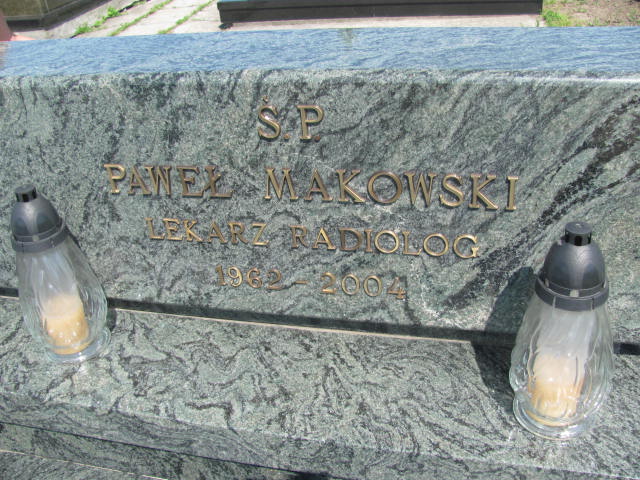 Ś.P.
PAWEŁ MAKOWSKI
LEKARZ RADIOLOG
1962 - 2004